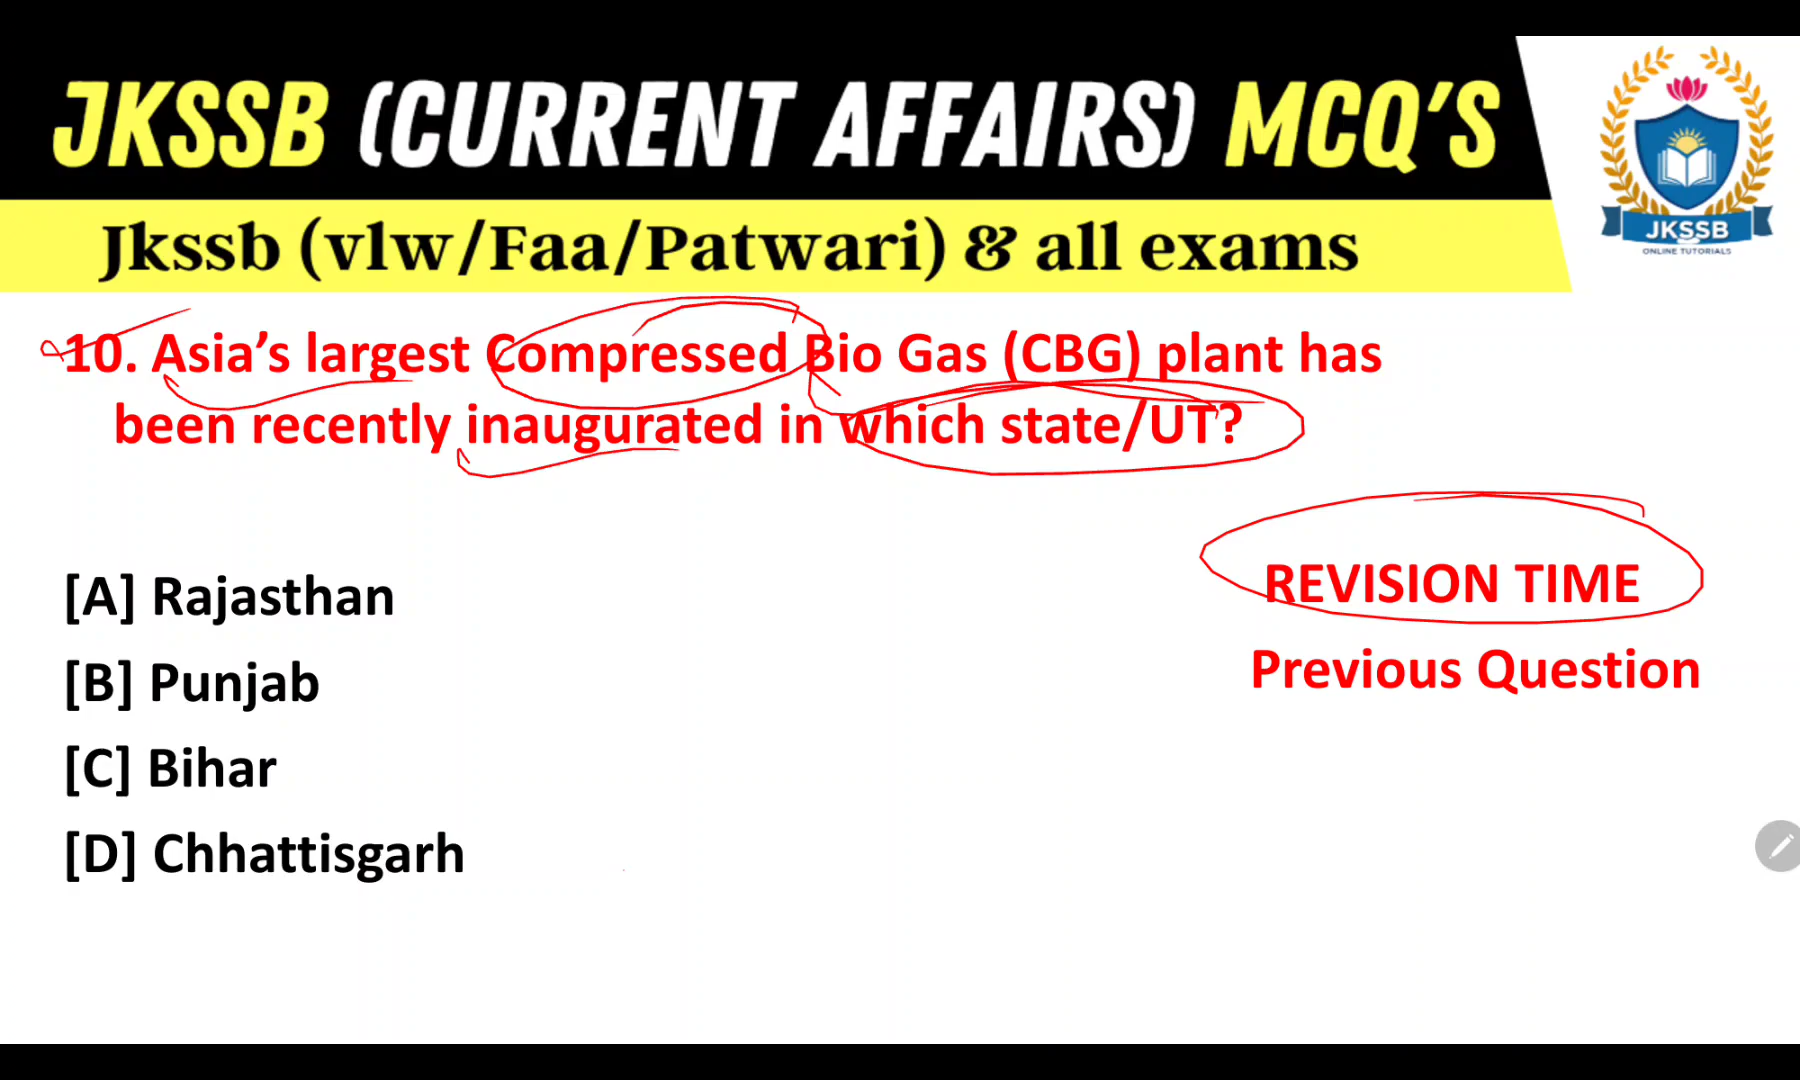 JKSSB (CURRENT AFFAIRS) MCQ'S
JKSSB
ONLINE TUTORIALS
Jkssb (vlw/Faa/Patwari) & all exams
10. Asia's largest Compressed Bio Gas (CBG) plant has
been recently inaugurated in which state/UT?
[A] Rajasthan
[B] Punjab
[C] Bihar
[D] Chhattisgarh
REVISION TIME
Previous Question